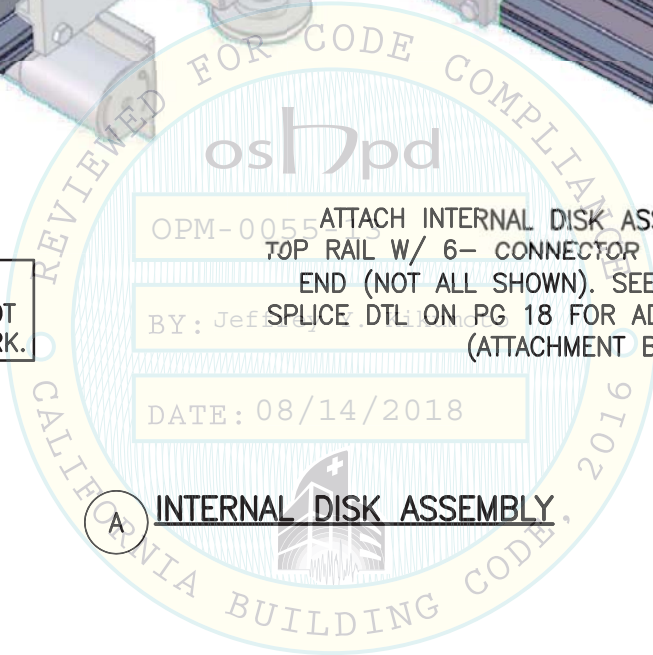 REVIEWED FOR CODE COMPLIANCE
oshpd
OPM-0055-13
ATTACH INTERNAL DISK ASS
TOP RAIL W/ 6- CONNECTOR
END (NOT ALL SHOWN). SEE
SPLICE DTL ON PG 18 FOR AD
(ATTACHMENT B
OT
RK.
BY: Jeffrey Y. Kikumoto
DATE: 08/14/2018
A INTERNAL DISK ASSEMBLY
CALIFORNIA BUILDING CODE, 2016